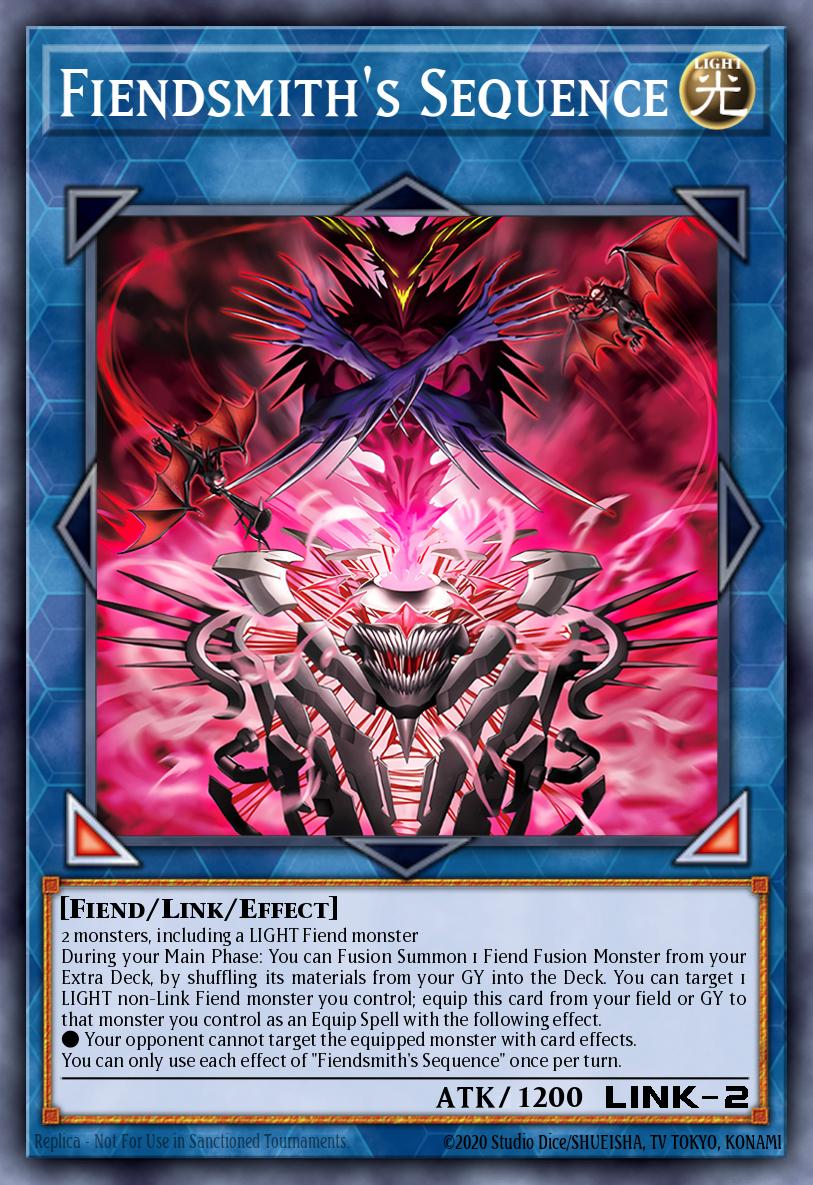 Fiendsmith's Sequence
LIGHT
光
[Fiend/Link/Effect]
2 monsters, including a LIGHT Fiend monster
During your Main Phase: You can Fusion Summon 1 Fiend Fusion Monster from your
Extra Deck, by shuffling its materials from your GY into the Deck. You can target 1
LIGHT non-Link Fiend monster you control; equip this card from your field or GY to
that monster you control as an Equip Spell with the following effect.
● Your opponent cannot target the equipped monster with card effects.
You can only use each effect of "Fiendsmith's Sequence" once per turn.
ATK/1200 LINK-2
Replica - Not For Use in Sanctioned Tournaments. ©2020 Studio Dice/SHUEISHA, TV TOKYO, KONAMI